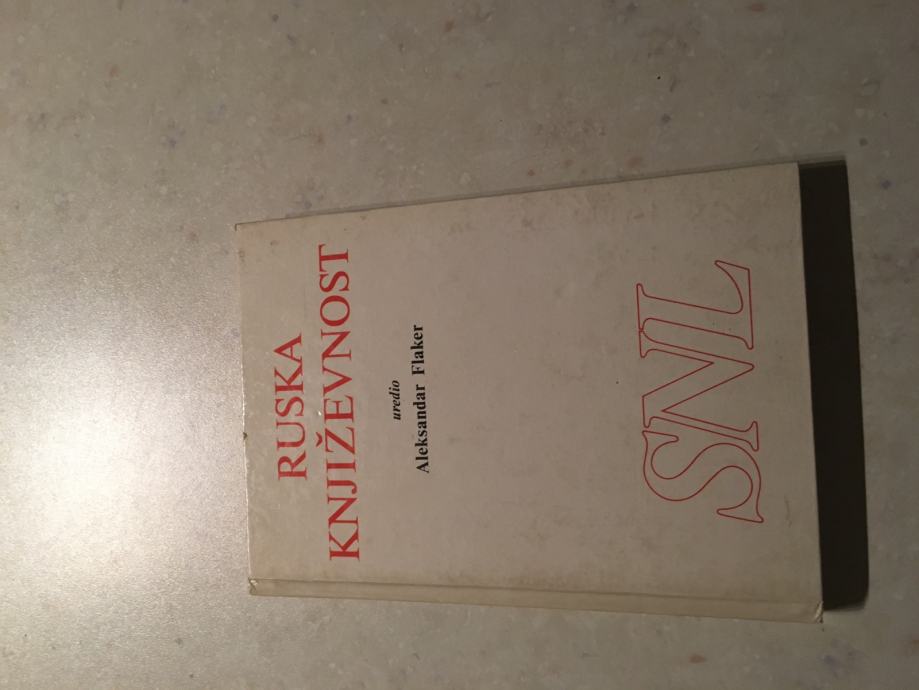 RUSKA
KNJIŽEVNOST
uredio
Aleksandar Flaker
SNL